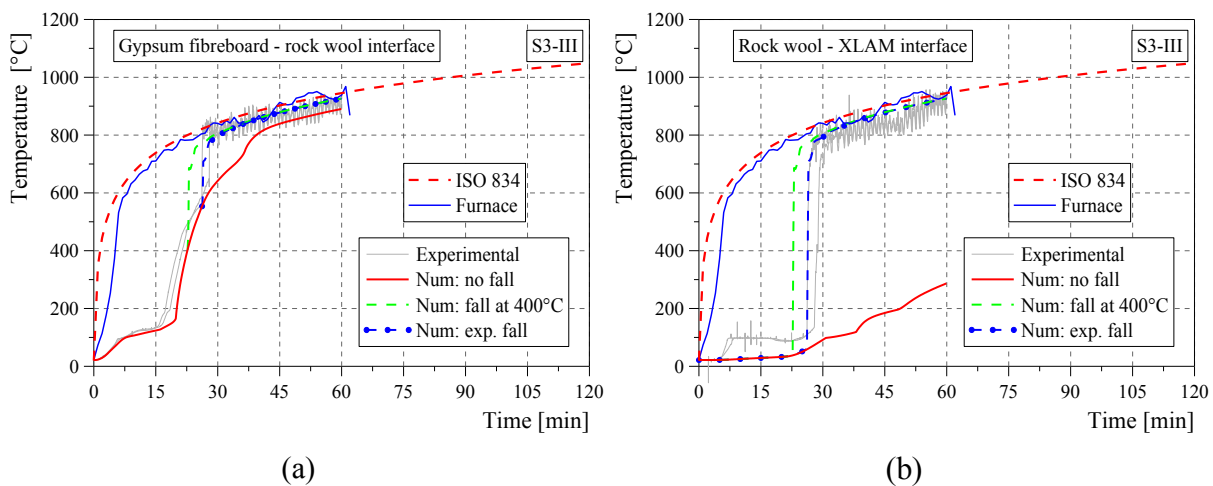 1200
1000
800
600
400
200
0
Temperature [°C]
Gypsum fibreboard - rock wool interface
S3-III
ISO 834
Furnace
Experimental
Num: no fall
Num: fall at 400°C
Num: exp. fall
0 15 30 45 60 75 90 105 120
Time [min]
(a)
1200
1000
800
600
400
200
0
Temperature [°C]
Rock wool - XLAM interface
S3-III
ISO 834
Furnace
Experimental
Num: no fall
Num: fall at 400°C
Num: exp. fall
0 15 30 45 60 75 90 105 120
Time [min]
(b)